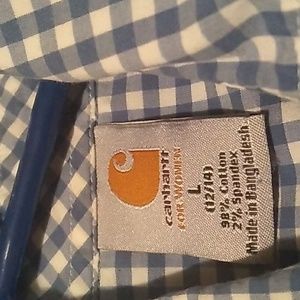 carhartt
FOR WOMEN
L
(12/14)
98% Cotton
2% Spandex
Made in Bangladesh